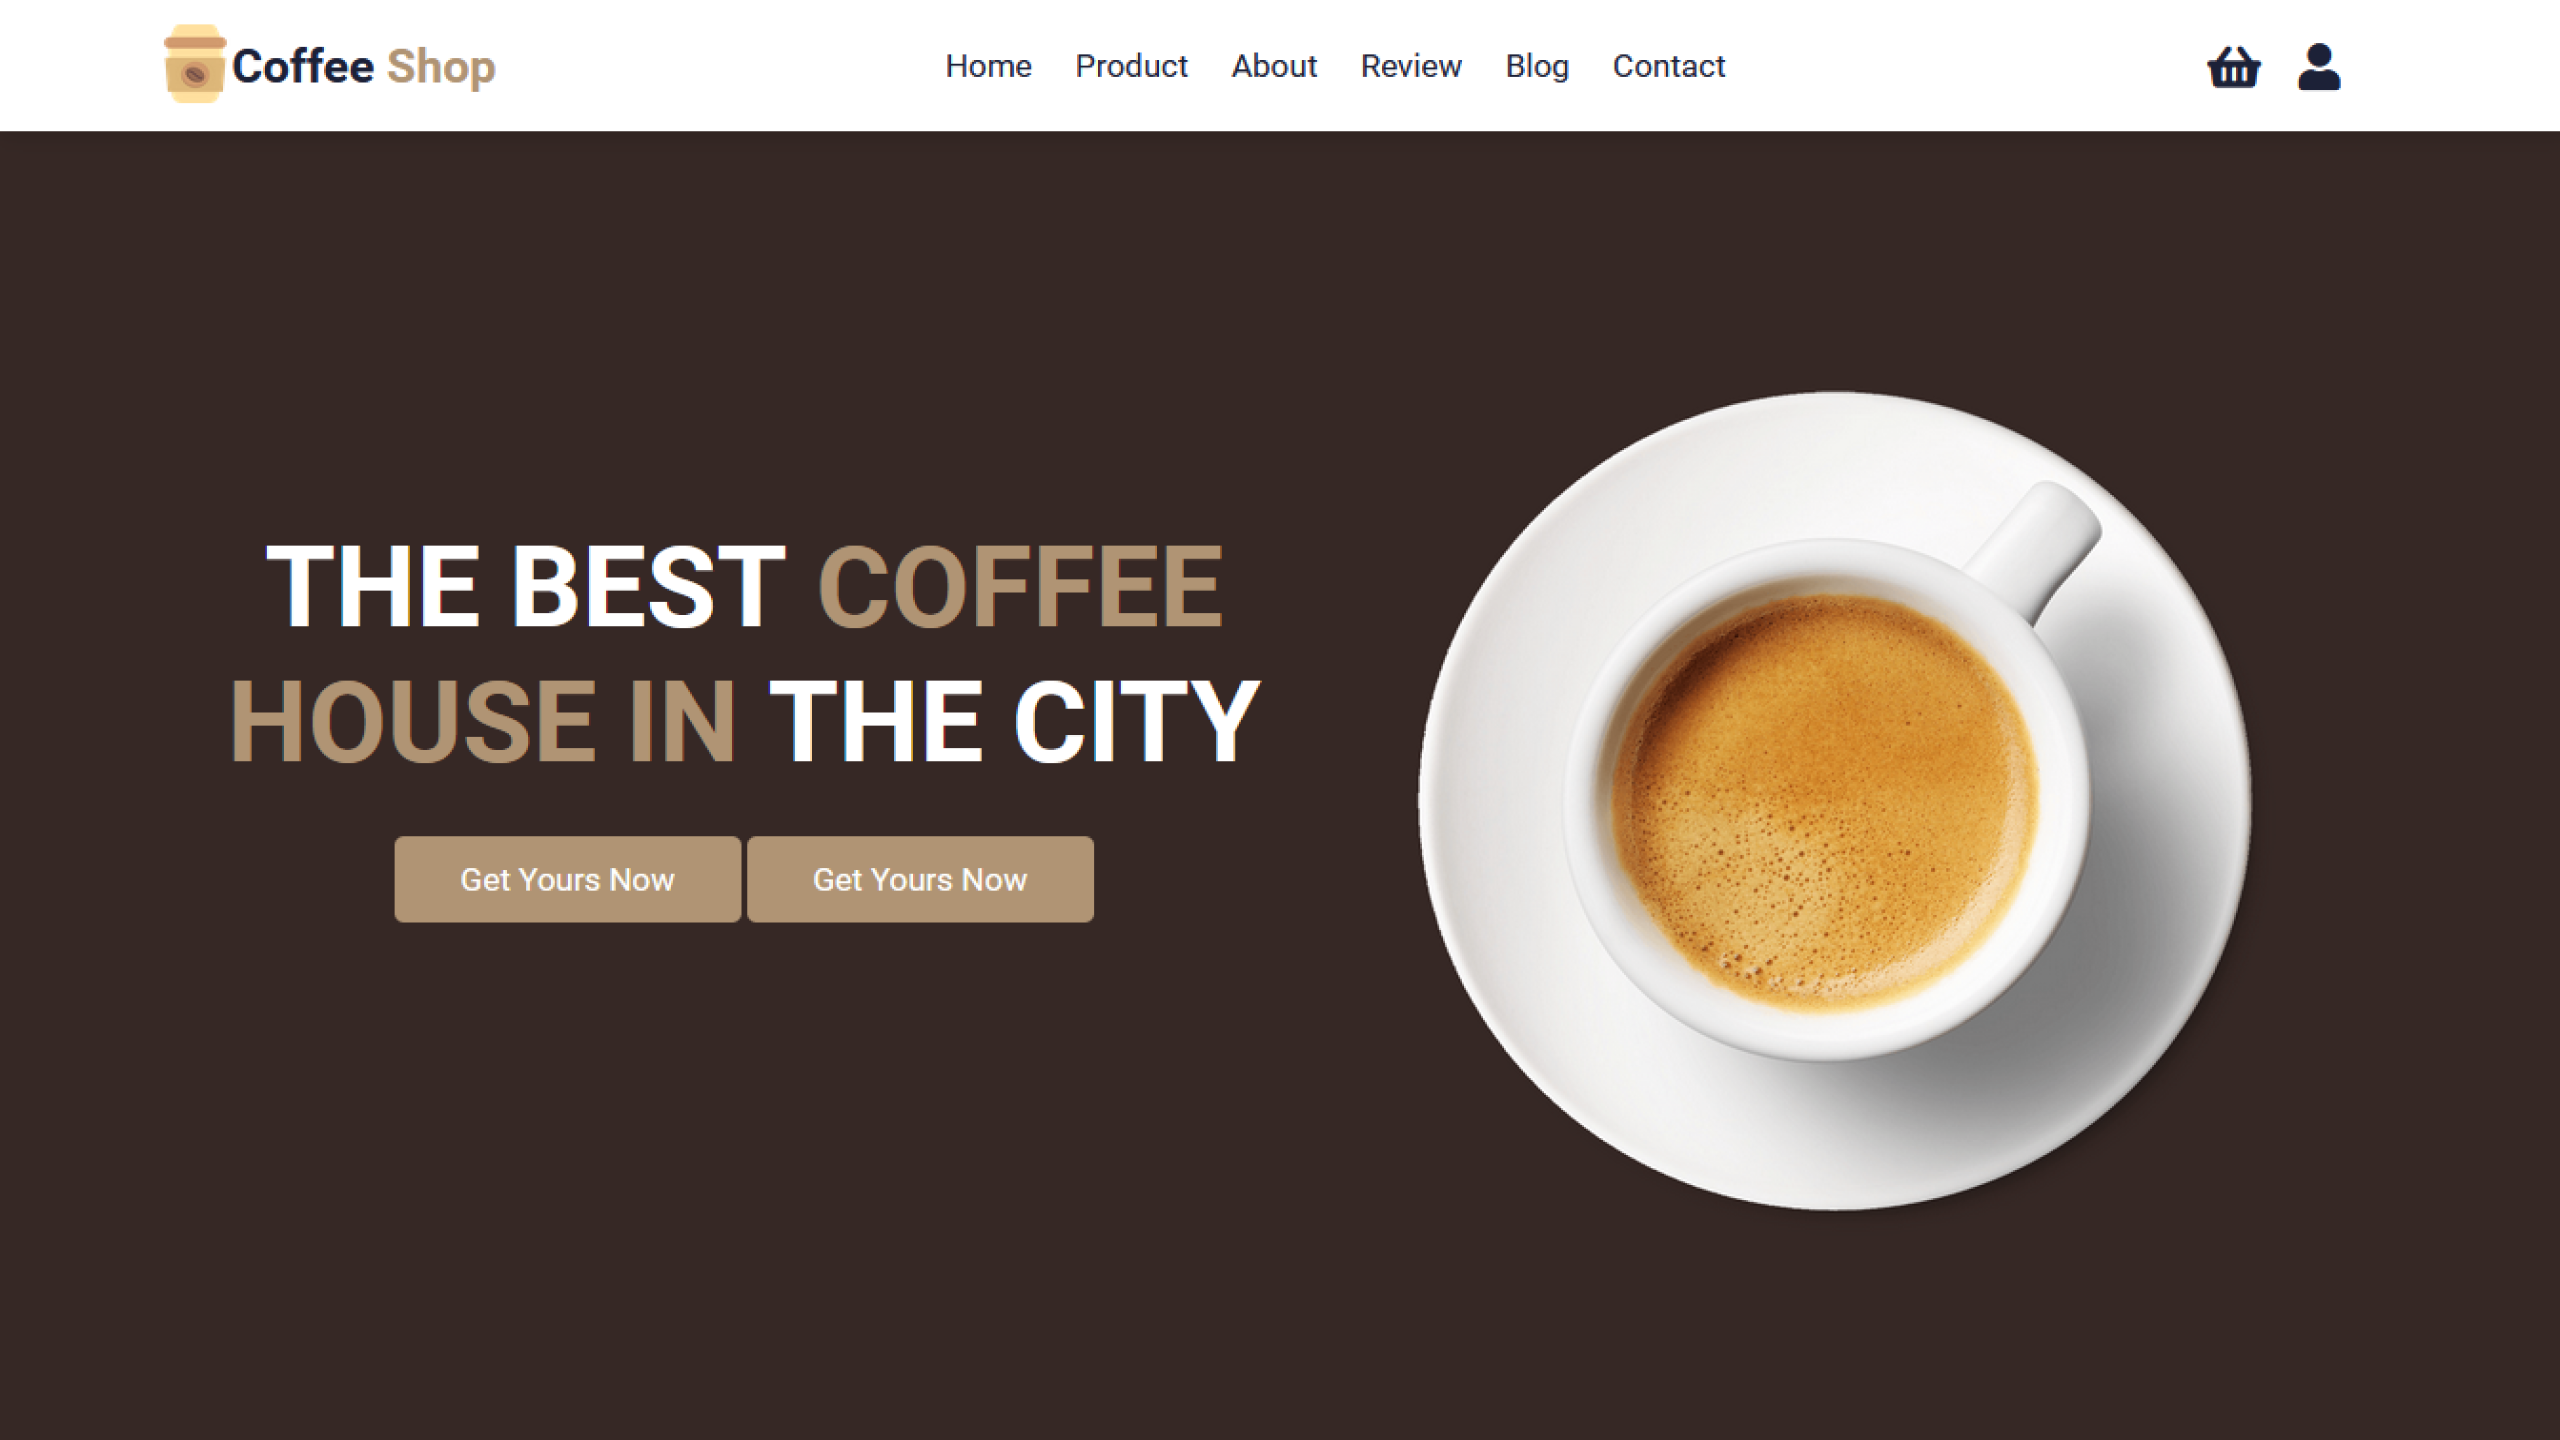 Coffee Shop
Home Product About Review Blog Contact
THE BEST COFFEE
HOUSE IN THE CITY
Get Yours Now Get Yours Now